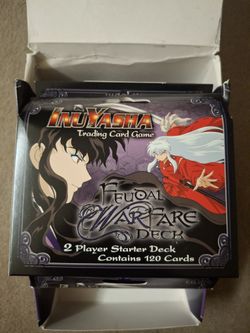 INUYASHA
Trading Card Game
FEUDAL
WARFARE
DECK
2 Player Starter Deck
Contains 120 Cards